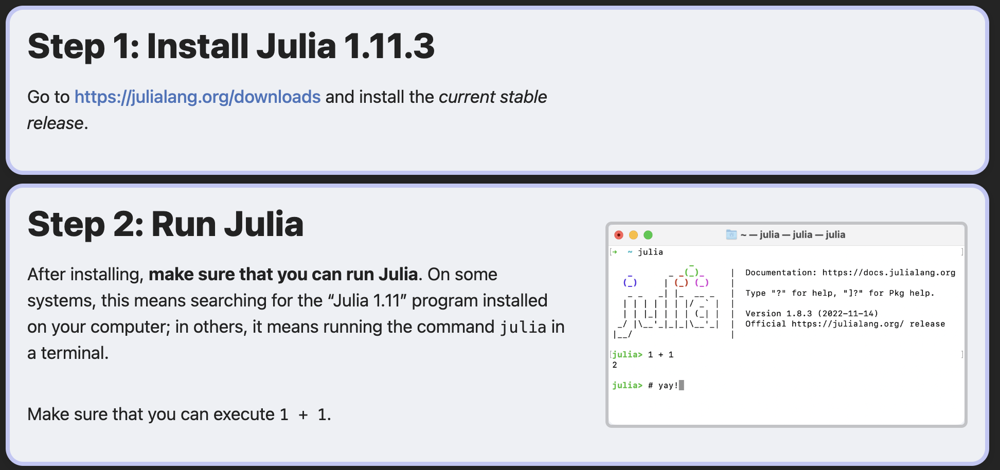 Step 1: Install Julia 1.11.3
Go to https://julialang.org/downloads and install the current stable
release.
Step 2: Run Julia
After installing, make sure that you can run Julia. On some
systems, this means searching for the “Julia 1.11” program installed
on your computer; in others, it means running the command julia in
a terminal.
Make sure that you can execute 1 + 1.
~ — julia — julia — julia
[➜  ~ julia ]
               _
   _       _ _(_)_     |  Documentation: https://docs.julialang.org
  (_)     | (_) (_)    |
   _ _   _| |_  __ _   |  Type "?" for help, "]?" for Pkg help.
  | | | | | | |/ _` |  |
  | | |_| | | | (_| |  |  Version 1.8.3 (2022-11-14)
 _/ |\__'_|_|_|\__'_|  |  Official https://julialang.org/ release
|__/                   |
[julia> 1 + 1 ]
2
julia> # yay!